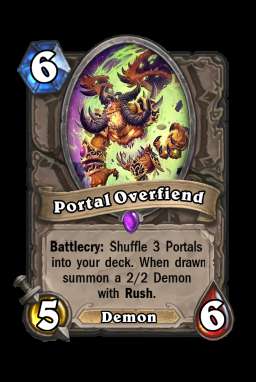 6
Portal Overfiend
Battlecry: Shuffle 3 Portals
into your deck. When drawn
summon a 2/2 Demon
with Rush.
5
Demon
6